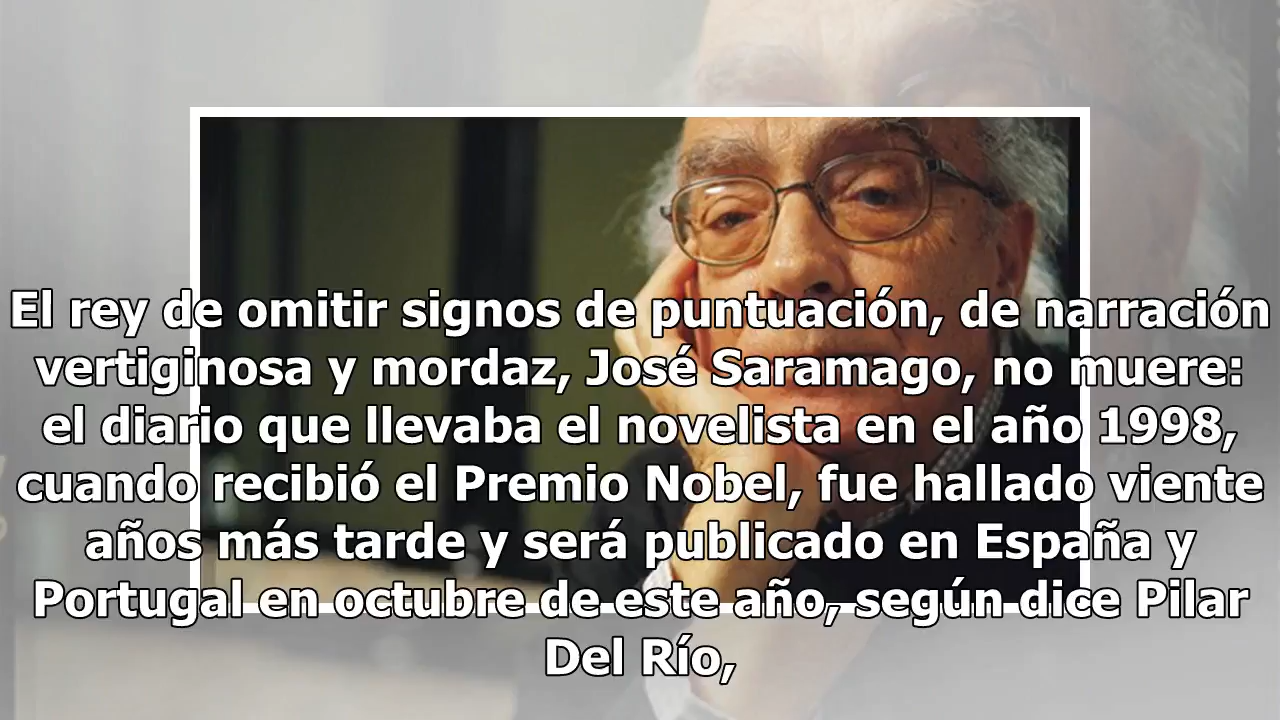 El rey de omitir signos de puntuación, de narración
vertiginosa y mordaz, José Saramago, no muere:
el diario que llevaba el novelista en el año 1998,
cuando recibió el Premio Nobel, fue hallado viente
años más tarde y será publicado en España y
Portugal en octubre de este año, según dice Pilar
Del Río,